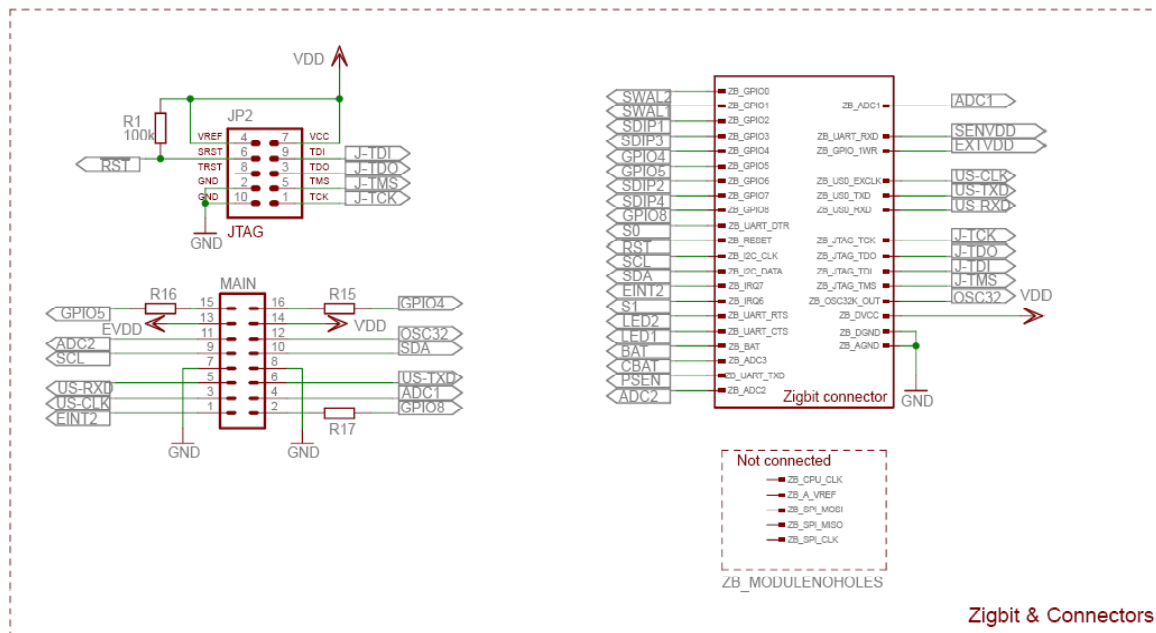 VDD
R1
100k
RST
JP2
VREF 4 7 VCC
SRST 6 9 TDI
TRST 8 3 TDO
GND 2 5 TMS
GND 10 1 TCK
J-TDI
J-TDO
J-TMS
J-TCK
GND
JTAG
MAIN
R16
R15
GPIO5
GPIO4
15 16
13 14
11 12
9 10
7 8
5 6
3 4
1 2
EVDD
VDD
ADC2
OSC32
SCL
SDA
US-RXD
US-TXD
US-CLK
ADC1
EINT2
GPIO8
R17
GND
GND
SWAL2
SWAL1
SDIP1
SDIP3
GPIO4
GPIO5
SDIP2
SDIP4
GPIO8
S0
RST
SCL
SDA
EINT2
S1
LED2
LED1
BAT
CBAT
PSEN
ADC2
ZB_GPIO0
ZB_GPIO1
ZB_GPIO2
ZB_GPIO3
ZB_GPIO4
ZB_GPIO5
ZB_GPIO6
ZB_GPIO7
ZB_GPIO8
ZB_UART_DTR
ZB_RESET
ZB_I2C_CLK
ZB_I2C_DATA
ZB_IRQ7
ZB_IRQ6
ZB_UART_RTS
ZB_UART_CTS
ZB_BAT
ZB_ADC3
ZB_UART_TXD
ZB_ADC2
ZB_ADC1
ZB_UART_RXD
ZB_GPIO_1WR
ZB_US0_EXCLK
ZB_US0_TXD
ZB_US0_RXD
ZB_JTAG_TCK
ZB_JTAG_TDO
ZB_JTAG_TDI
ZB_JTAG_TMS
ZB_OSC32K_OUT
ZB_DVCC
ZB_DGND
ZB_AGND
Zigbit connector
ADC1
SENVDD
EXTVDD
US-CLK
US-TXD
US-RXD
J-TCK
J-TDO
J-TDI
J-TMS
OSC32
VDD
GND
Not connected
ZB_CPU_CLK
ZB_A_VREF
ZB_SPI_MOSI
ZB_SPI_MISO
ZB_SPI_CLK
ZB_MODULENOHOLES
Zigbit & Connectors